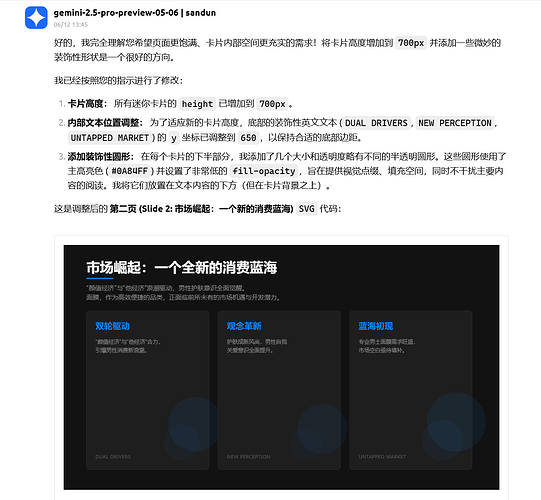 gemini-2.5-pro-preview-05-06 | sandun
06/12 13:45
好的，我完全理解您希望页面更饱满、卡片内部空间更充实的需求！将卡片高度增加到 700px 并添加一些微妙的
装饰性形状是一个很好的方向。
我已经按照您的指示进行了修改：
1. 卡片高度： 所有迷你卡片的 height 已增加到 700px 。
2. 内部文本位置调整： 为了适应新的卡片高度，底部的装饰性英文文本 ( DUAL DRIVERS , NEW PERCEPTION ,
UNTAPPED MARKET ) 的 y 坐标已调整到 650 ，以保持合适的底部边距。
3. 添加装饰性圆形： 在每个卡片的下半部分，我添加了几个大小和透明度略有不同的半透明圆形。这些圆形使用了
主高亮色 ( #0A84FF ) 并设置了非常低的 fill-opacity ，旨在提供视觉点缀、填充空间，同时不干扰主要内
容的阅读。我将它们放置在文本内容的下方（但在卡片背景之上）。
这是调整后的 第二页 (Slide 2: 市场崛起：一个新的消费蓝海) SVG 代码：
市场崛起：一个全新的消费蓝海
"颜值经济"与"他经济"浪潮驱动，男性护肤意识全面觉醒。
面膜，作为高效便捷的品类，正面临前所未有的市场机遇与开发潜力。
双轮驱动
"颜值经济"与"他经济"合力，
引爆男性消费新浪潮。
DUAL DRIVERS
观念革新
护肤成新风尚，男性自我
关爱意识全面提升。
NEW PERCEPTION
蓝海初现
专业男士面膜需求旺盛，
市场空白亟待填补。
UNTAPPED MARKET